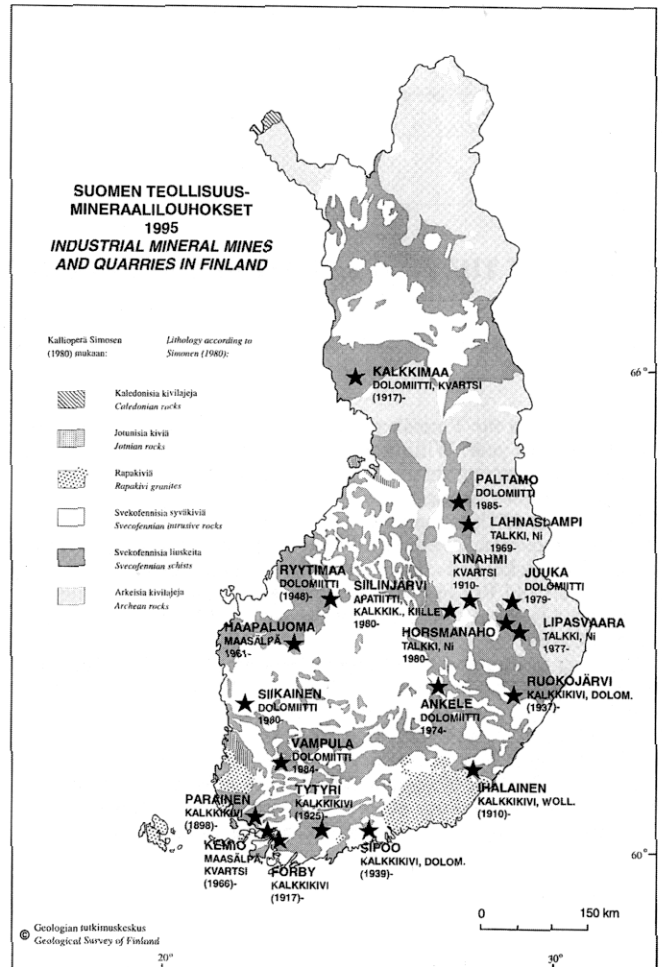 SUOMEN TEOLLISUUS-
MINERAALILOUHOKSET
1995
INDUSTRIAL MINERAL MINES
AND QUARRIES IN FINLAND
Kallioperä Simosen
(1980) mukaan:
Lithology according to
Simonen (1980):
Kaledonisia kivilajeja
Caledonian rocks
Jotunisia kiviä
Jotnian rocks
Rapakiviä
Rapakivi granites
Svekofennisia syväkiviä
Svecofennian intrusive rocks
Svekofennisia liuskeita
Svecofennian schists
Arkeisia kivilajeja
Archean rocks
66°
KALKKIMAA
DOLOMIITTI, KVARTSI
(1917)-
PALTAMO
DOLOMIITTI
1985-
LAHNASLAMPI
TALKKI, Ni
1969-
KINAHMI
KVARTSI
1910-
JUUKA
DOLOMIITTI
1979-
RYYTIMAA
DOLOMIITTI
(1948)-
SIILINJÄRVI
APATIITTI,
KALKKIK., KIILLE
1980-
HORSMANAHO
TALKKI, Ni
1980-
LIPASVAARA
TALKKI, Ni
1977-
HAAPALUOMA
MAASÄLPÄ
1961-
RUOKOJÄRVI
KALKKIKIVI, DOLOM.
(1937)-
SIIKAINEN
DOLOMIITTI
1980-
ANKELE
DOLOMIITTI
1974-
VAMPULA
DOLOMIITTI
1984-
IHALAINEN
KALKKIKIVI, WOLL.
(1910)-
PARAINEN
KALKKIKIVI
(1898)-
TYTYRI
KALKKIKIVI
(1925)-
KEMIÖ
MAASÄLPÄ,
KVARTSI
(1966)-
FÖRBY
KALKKIKIVI
(1917)-
SIPOO
KALKKIKIVI, DOLOM.
(1939)-
60°
0 150 km
© Geologian tutkimuskeskus
Geological Survey of Finland
20°
30°